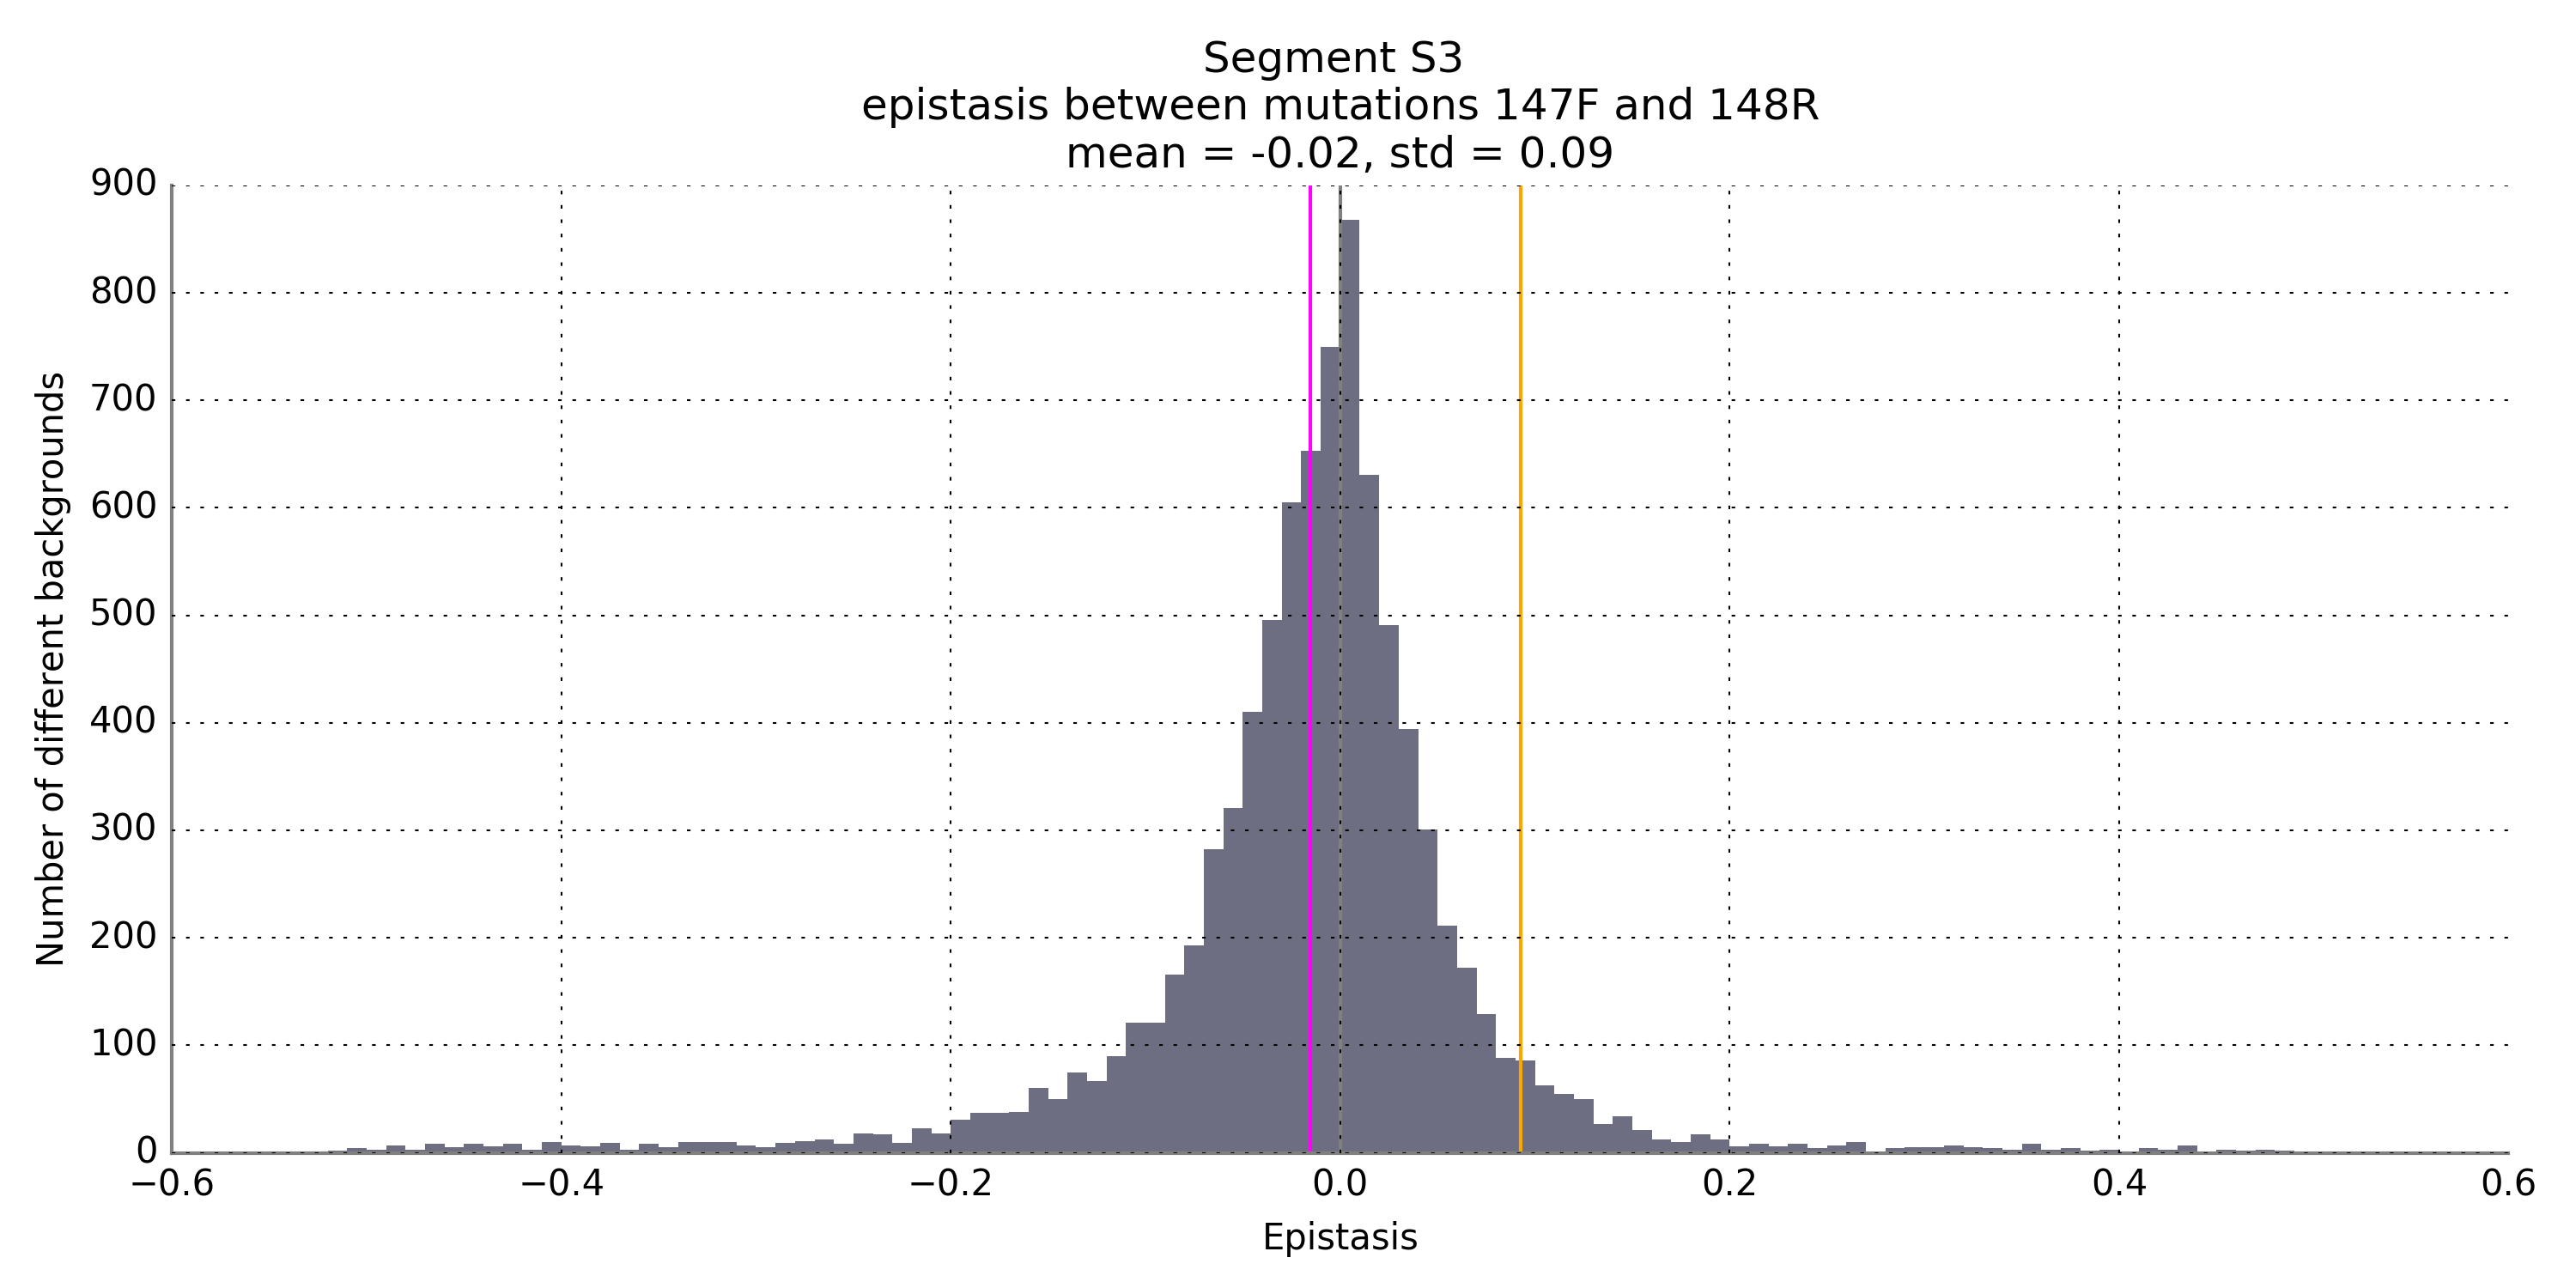 Segment S3
epistasis between mutations 147F and 148R
mean = -0.02, std = 0.09
900
800
700
600
500
400
300
200
100
0
Number of different backgrounds
−0.6 −0.4 −0.2 0.0 0.2 0.4 0.6
Epistasis